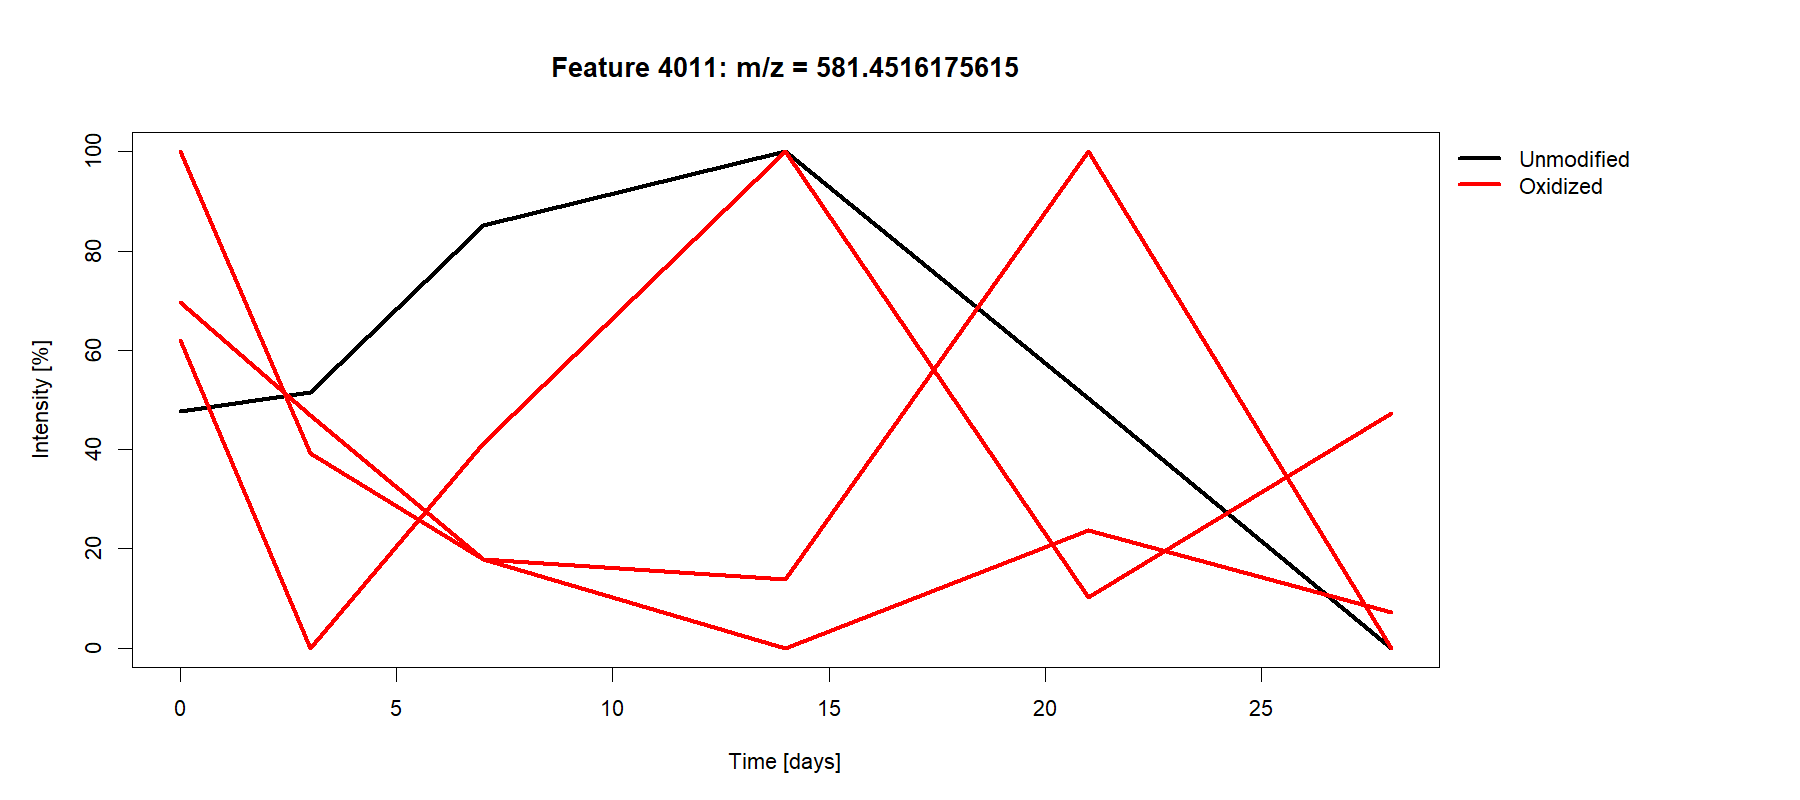 Feature 4011: m/z = 581.4516175615
Unmodified
Oxidized
Intensity [%]
100
80
60
40
20
0
0 5 10 15 20 25
Time [days]